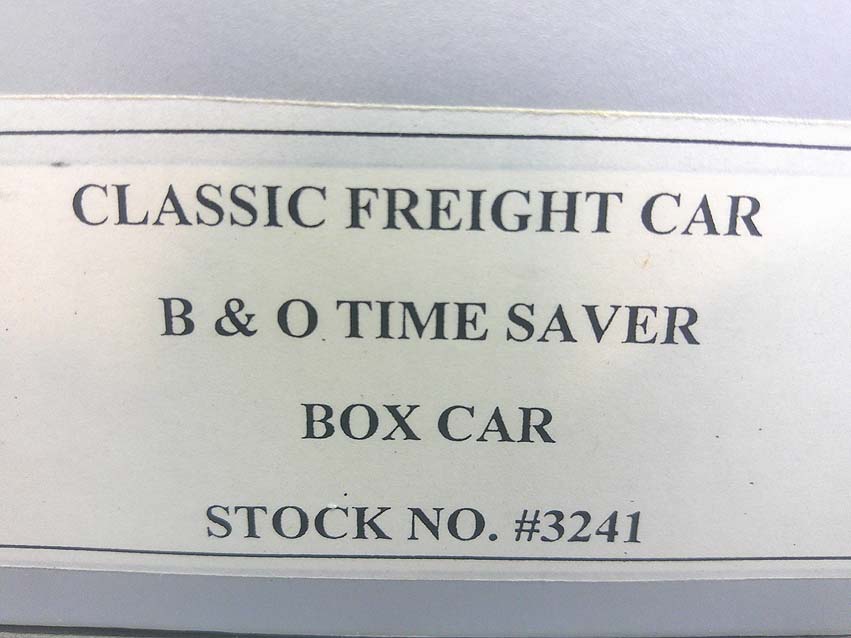 CLASSIC FREIGHT CAR
B & O TIME SAVER
BOX CAR
STOCK NO. #3241